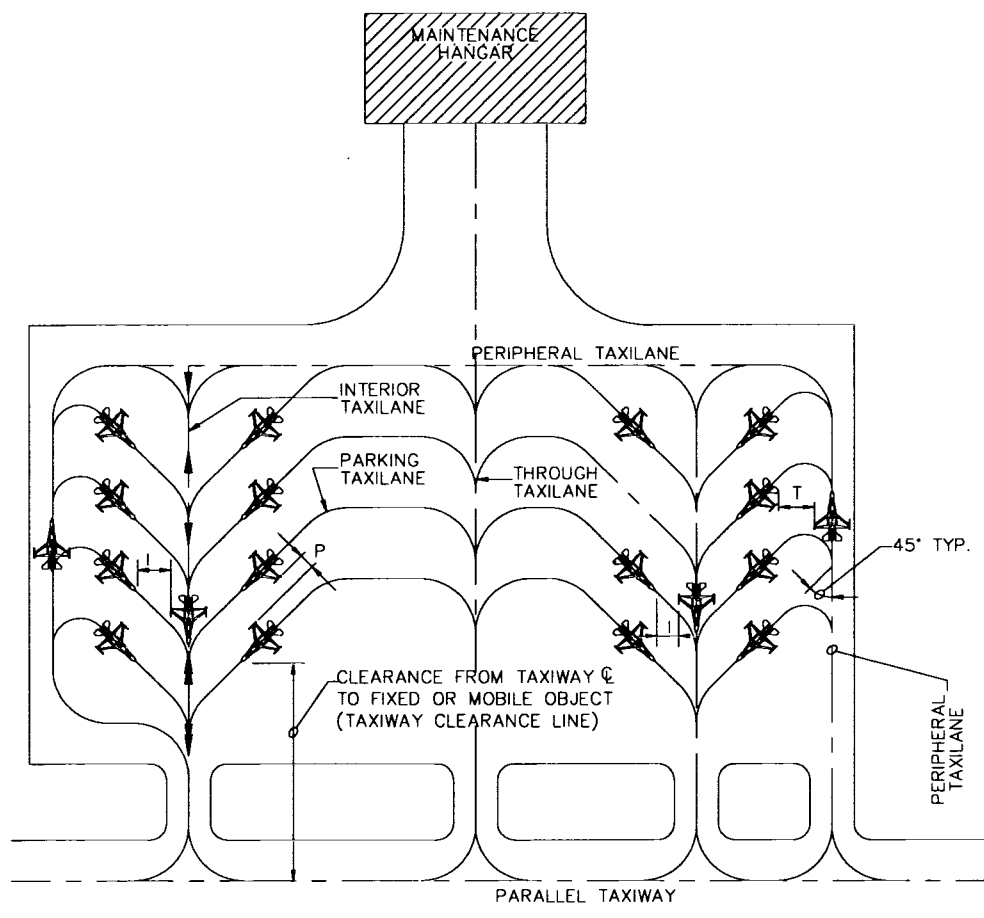 MAINTENANCE
HANGAR
PERIPHERAL TAXILANE
INTERIOR
TAXILANE
PARKING
TAXILANE
THROUGH
TAXILANE
T
45° TYP.
P
I
I
CLEARANCE FROM TAXIWAY ℄
TO FIXED OR MOBILE OBJECT
(TAXIWAY CLEARANCE LINE)
PERIPHERAL
TAXILANE
PARALLEL TAXIWAY